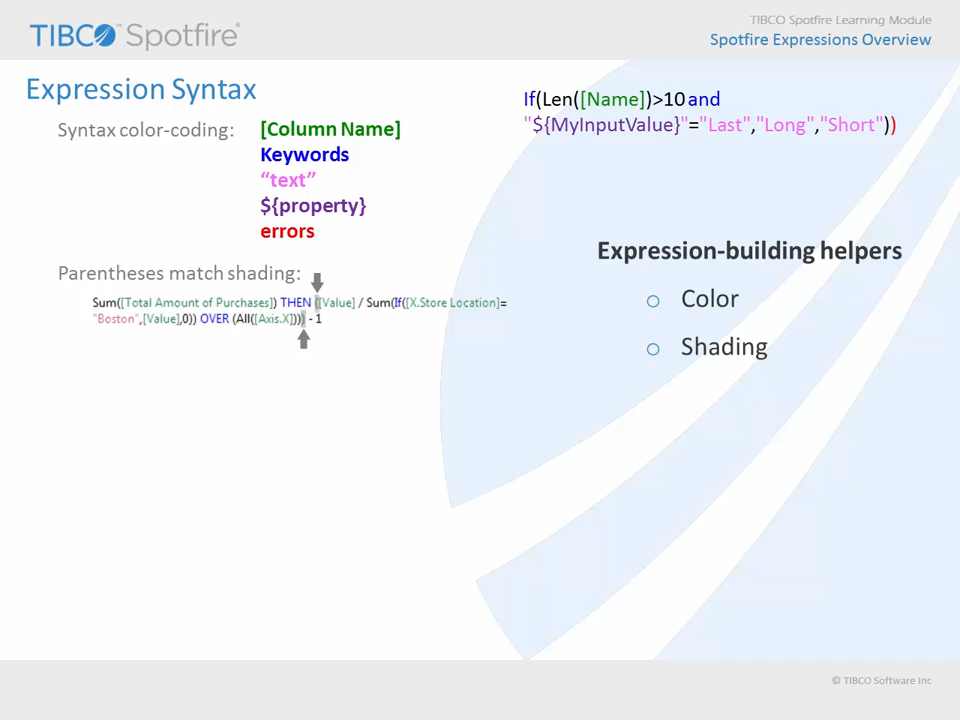 TIBCO™ Spotfire®
TIBCO Spotfire Learning Module
Spotfire Expressions Overview
Expression Syntax
Syntax color-coding:
[Column Name]
Keywords
“text”
${property}
errors
If(Len([Name])>10 and
"${MyInputValue}"="Last","Long","Short"))
Parentheses match shading:
Sum([Total Amount of Purchases]) THEN ([Value] / Sum(If([X.Store Location]=
"Boston",[Value],0)) OVER (All([Axis.X]))) - 1
Expression-building helpers
Color
Shading
© TIBCO Software Inc